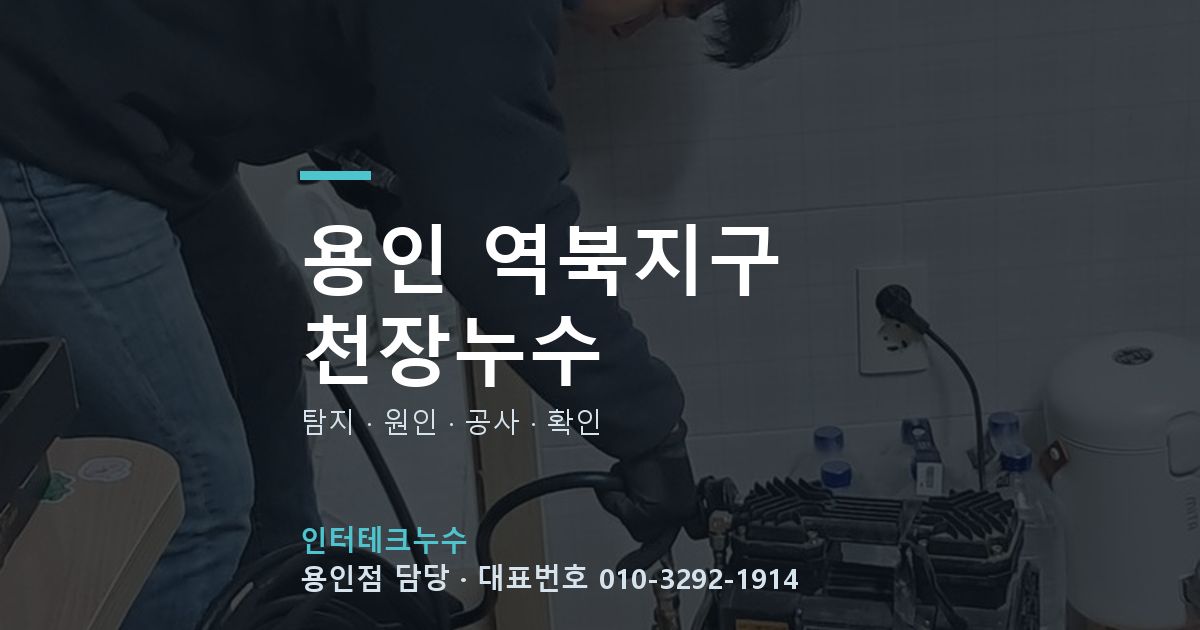 용인 역북지구
천장누수
탐지 · 원인 · 공사 · 확인
인터테크누수
용인점 담당 · 대표번호 010-3292-1914